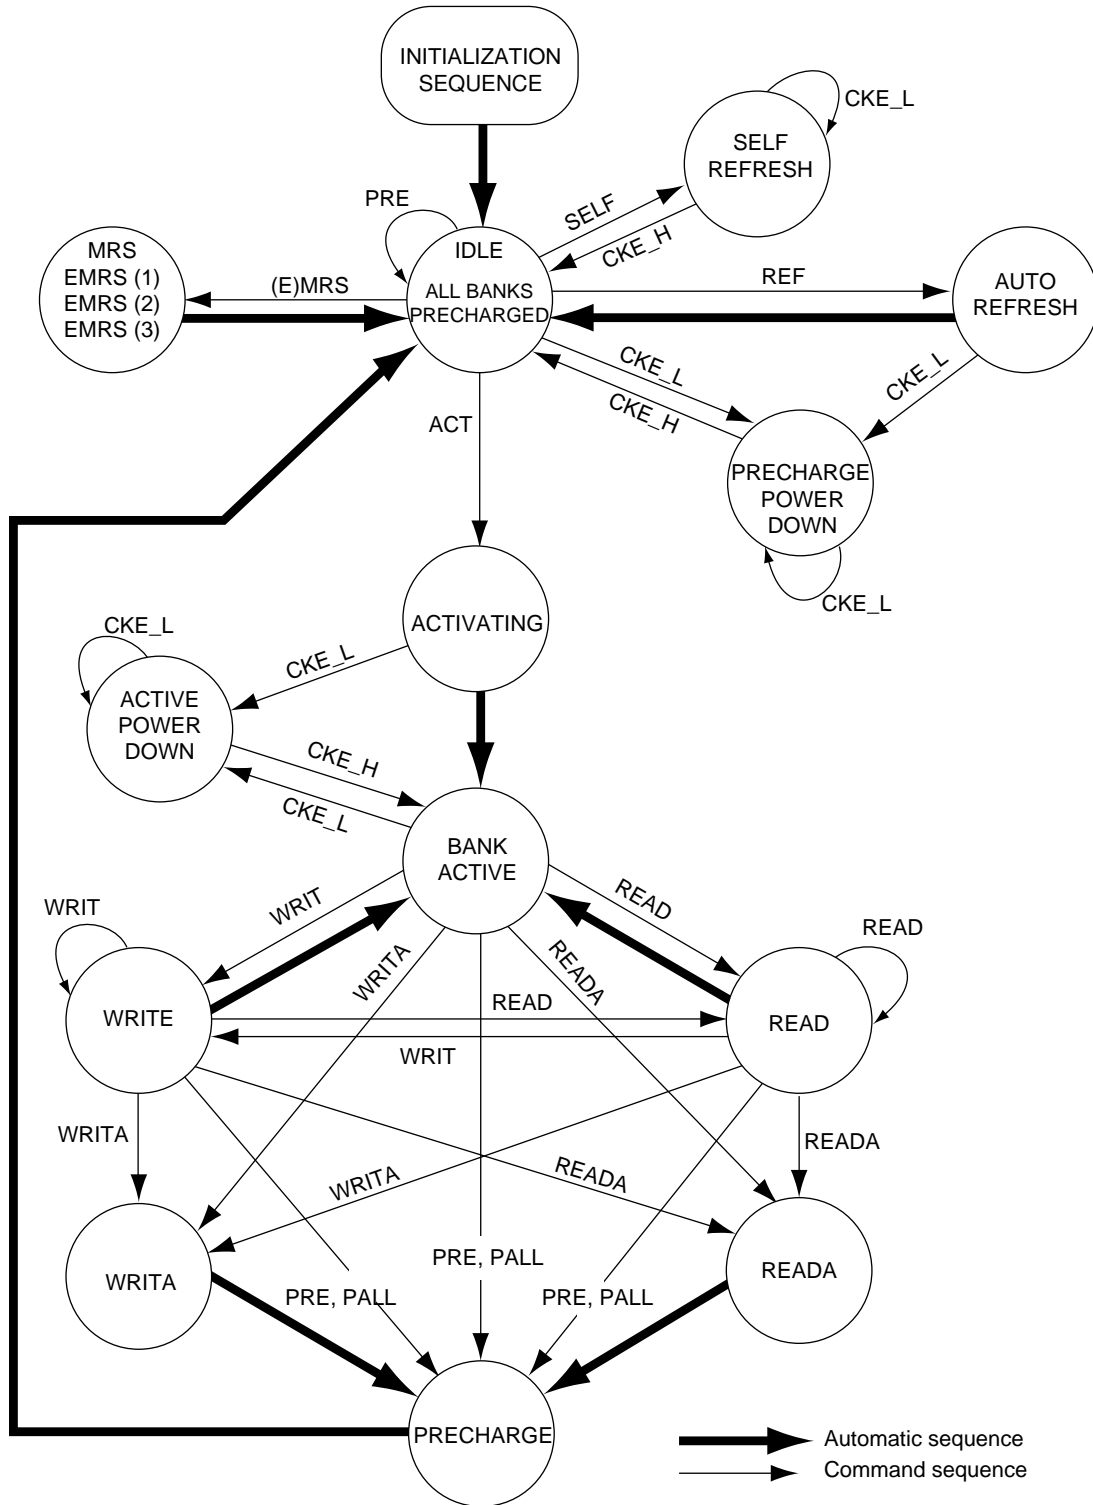 INITIALIZATION
SEQUENCE
CKE_L
SELF
REFRESH
PRE
SELF
CKE_H
IDLE
ALL BANKS
PRECHARGED
MRS
EMRS (1)
EMRS (2)
EMRS (3)
(E)MRS
REF
AUTO
REFRESH
CKE_L
CKE_H
CKE_L
ACT
PRECHARGE
POWER
DOWN
CKE_L
ACTIVATING
CKE_L
CKE_L
ACTIVE
POWER
DOWN
CKE_H
CKE_L
BANK
ACTIVE
WRIT
WRIT
READ
READ
WRITA
READA
WRITE
READ
READ
WRIT
WRITA
READA
WRITA
READA
WRITA
READA
PRE, PALL
PRE, PALL
PRE, PALL
PRECHARGE
Automatic sequence
Command sequence